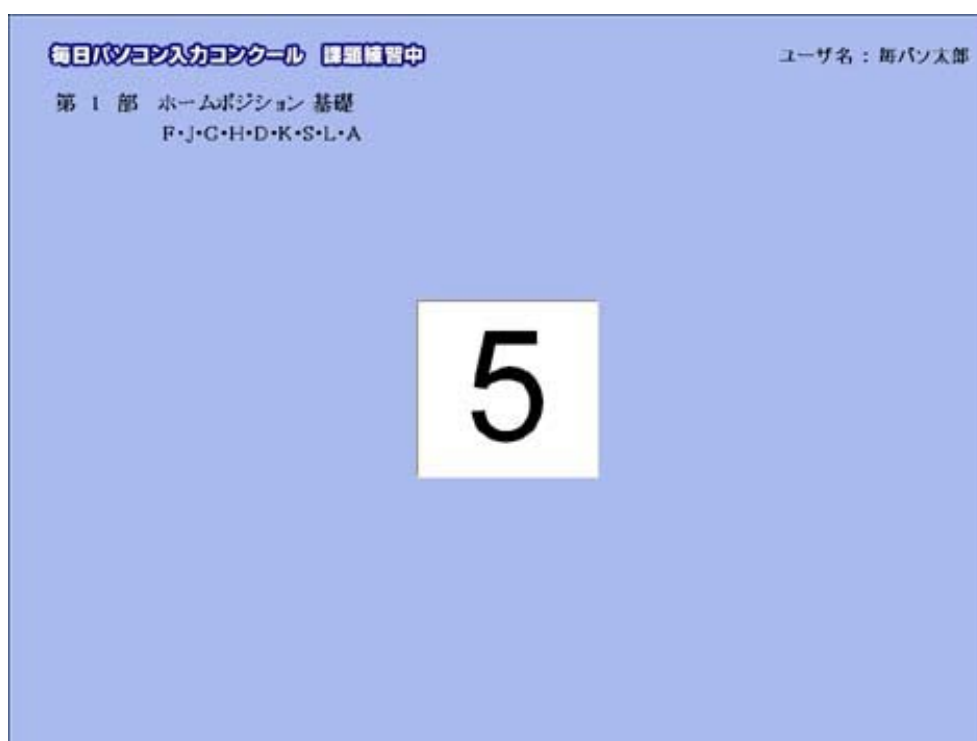 毎日パソコン入力コンクール 課題練習中
ユーザ名：毎パソ太郎
第 1 部 ホームポジション 基礎
F・J・G・H・D・K・S・L・A
5